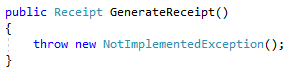 public Receipt GenerateReceipt()
{
    throw new NotImplementedException();
}